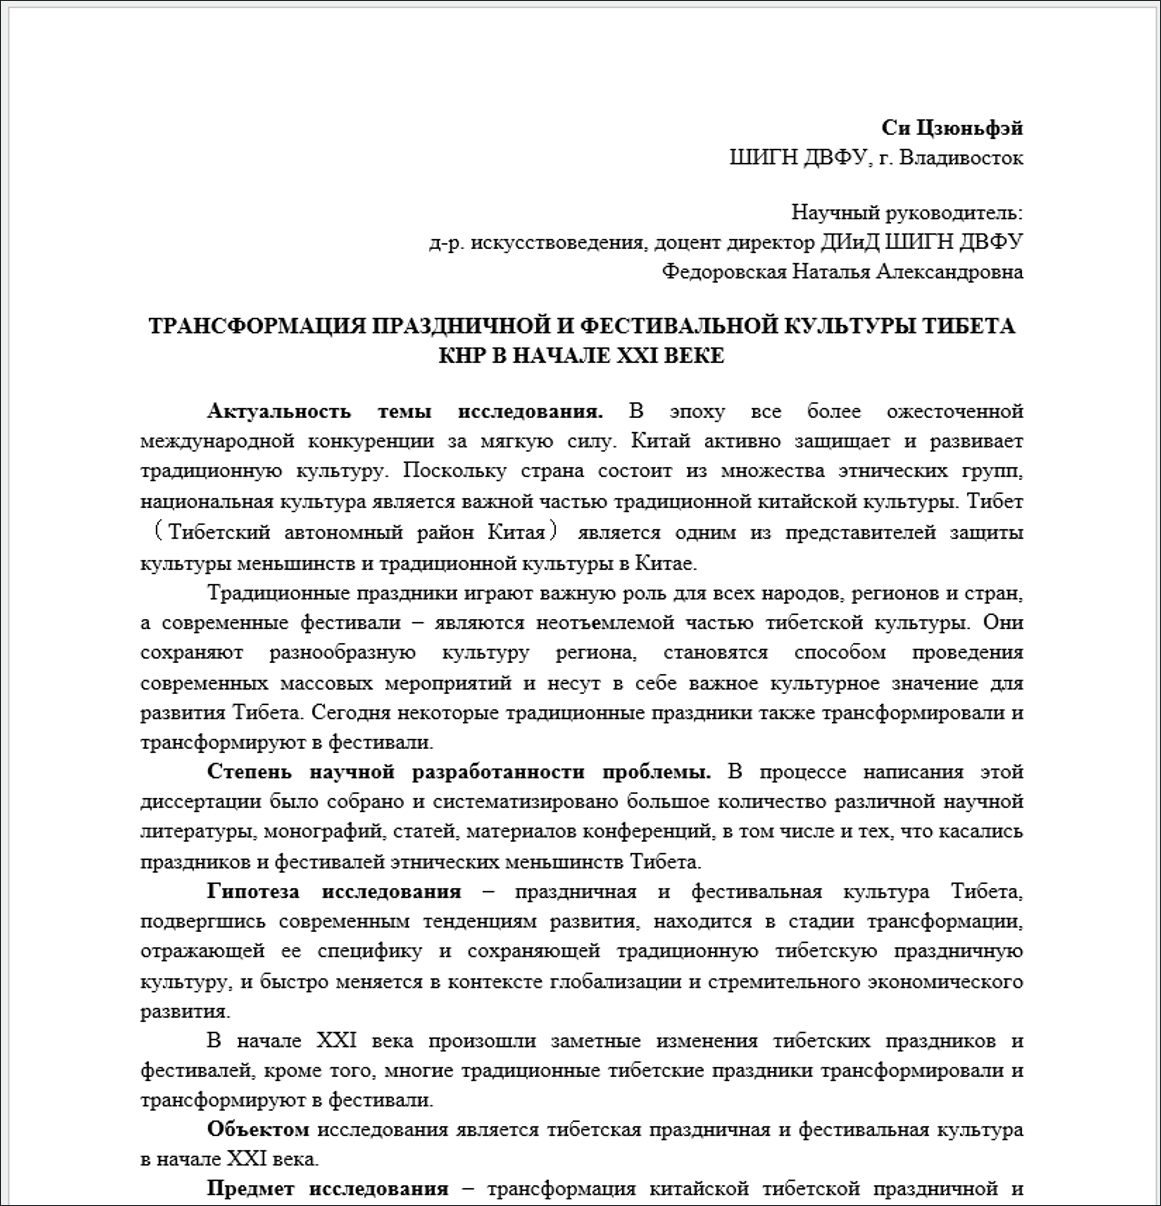 Си Цзюньфэй
ШИГН ДВФУ, г. Владивосток
Научный руководитель:
д-р. искусствоведения, доцент директор ДИиД ШИГН ДВФУ
Федоровская Наталья Александровна
ТРАНСФОРМАЦИЯ ПРАЗДНИЧНОЙ И ФЕСТИВАЛЬНОЙ КУЛЬТУРЫ ТИБЕТА
КНР В НАЧАЛЕ XXI ВЕКЕ
Актуальность темы исследования. В эпоху все более ожесточенной
международной конкуренции за мягкую силу. Китай активно защищает и развивает
традиционную культуру. Поскольку страна состоит из множества этнических групп,
национальная культура является важной частью традиционной китайской культуры. Тибет
（Тибетский автономный район Китая） является одним из представителей защиты
культуры меньшинств и традиционной культуры в Китае.
Традиционные праздники играют важную роль для всех народов, регионов и стран,
а современные фестивали – являются неотъемлемой частью тибетской культуры. Они
сохраняют разнообразную культуру региона, становятся способом проведения
современных массовых мероприятий и несут в себе важное культурное значение для
развития Тибета. Сегодня некоторые традиционные праздники также трансформировали и
трансформируют в фестивали.
Степень научной разработанности проблемы. В процессе написания этой
диссертации было собрано и систематизировано большое количество различной научной
литературы, монографий, статей, материалов конференций, в том числе и тех, что касались
праздников и фестивалей этнических меньшинств Тибета.
Гипотеза исследования – праздничная и фестивальная культура Тибета,
подвергшись современным тенденциям развития, находится в стадии трансформации,
отражающей ее специфику и сохраняющей традиционную тибетскую праздничную
культуру, и быстро меняется в контексте глобализации и стремительного экономического
развития.
В начале XXI века произошли заметные изменения тибетских праздников и
фестивалей, кроме того, многие традиционные тибетские праздники трансформировали и
трансформируют в фестивали.
Объектом исследования является тибетская праздничная и фестивальная культура
в начале XXI века.
Предмет исследования – трансформация китайской тибетской праздничной и